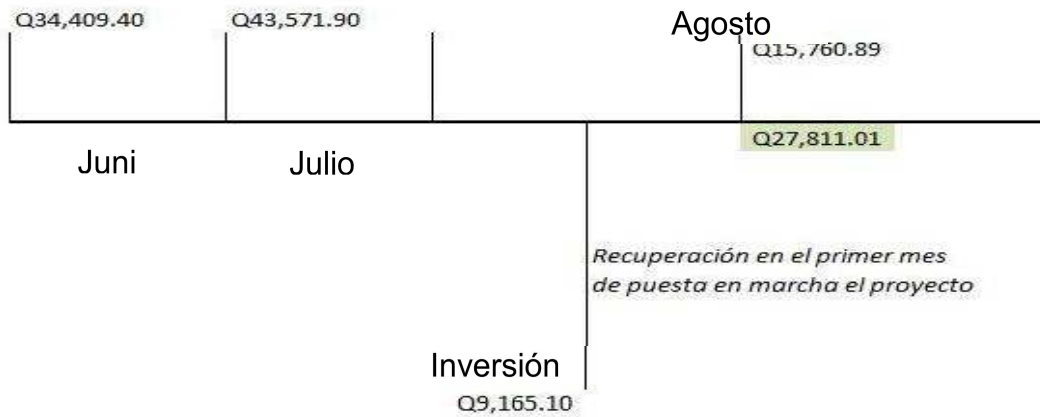 Q34,409.40
Q43,571.90
Agosto
Q15,760.89
Q27,811.01
Juni
Julio
Recuperación en el primer mes
de puesta en marcha el proyecto
Inversión
Q9,165.10